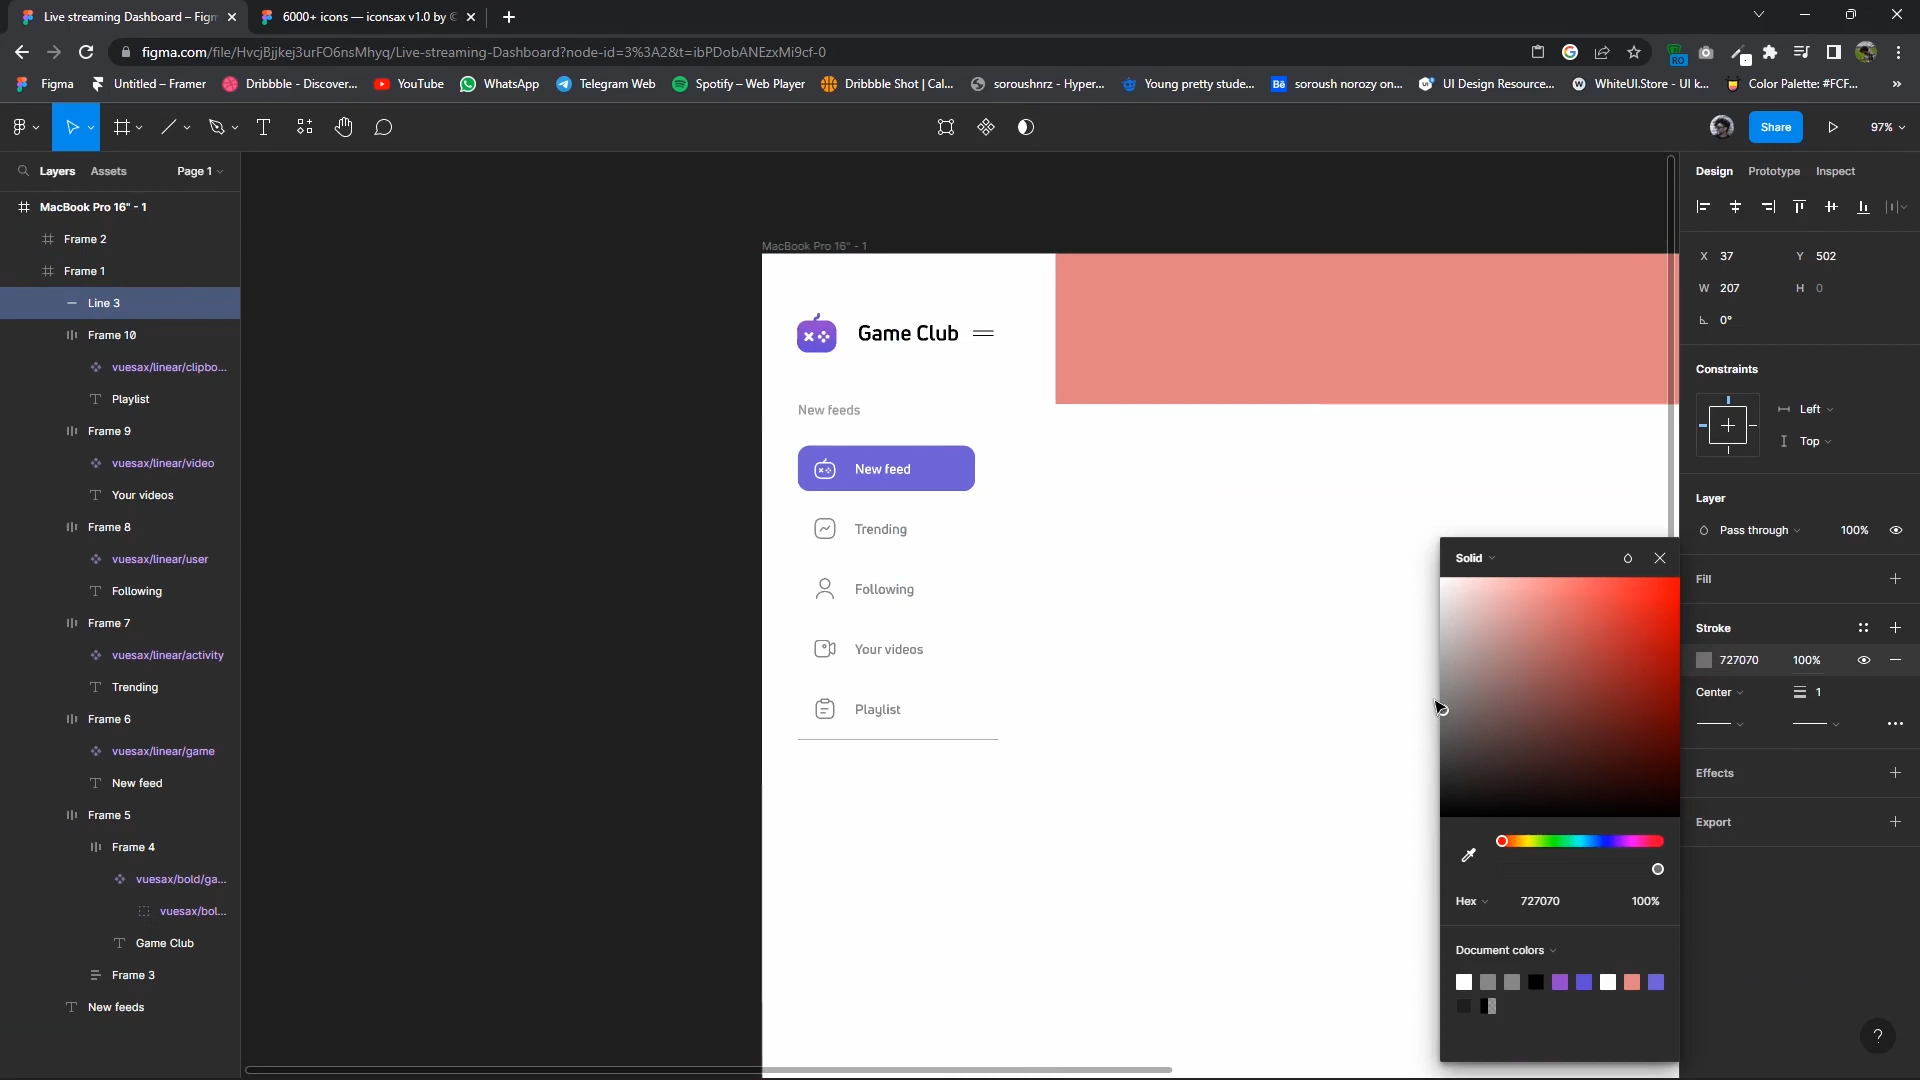 Live streaming Dashboard – Figm
6000+ icons — iconsax v1.0 by
figma.com/file/HvcjBjjkej3urFO6nsMhyq/Live-streaming-Dashboard?node-id=3%3A2&t=ibPDobANEzxMi9cf-0
RO
Figma
Untitled – Framer
Dribbble - Discover...
YouTube
WhatsApp
Telegram Web
Spotify – Web Player
Dribbble Shot | Cal...
soroushnrz - Hyper...
Young pretty stude...
Bē
soroush norozy on...
UI Design Resource...
W
WhiteUI.Store - UI k...
Color Palette: #FCF...
»
Share
97%
Layers
Assets
Page 1
MacBook Pro 16" - 1
Frame 2
Frame 1
Line 3
Frame 10
vuesax/linear/clipbo...
Playlist
Frame 9
vuesax/linear/video
Your videos
Frame 8
vuesax/linear/user
Following
Frame 7
vuesax/linear/activity
Trending
Frame 6
vuesax/linear/game
New feed
Frame 5
Frame 4
vuesax/bold/ga...
vuesax/bol...
Game Club
Frame 3
New feeds
MacBook Pro 16" - 1
Game Club
New feeds
New feed
Trending
Following
Your videos
Playlist
Solid
Hex
727070
100%
Document colors
Design
Prototype
Inspect
X 37
Y 502
W 207
H 0
0°
Constraints
Left
Top
Layer
Pass through
100%
Fill
Stroke
727070
100%
Center
1
Effects
Export
?